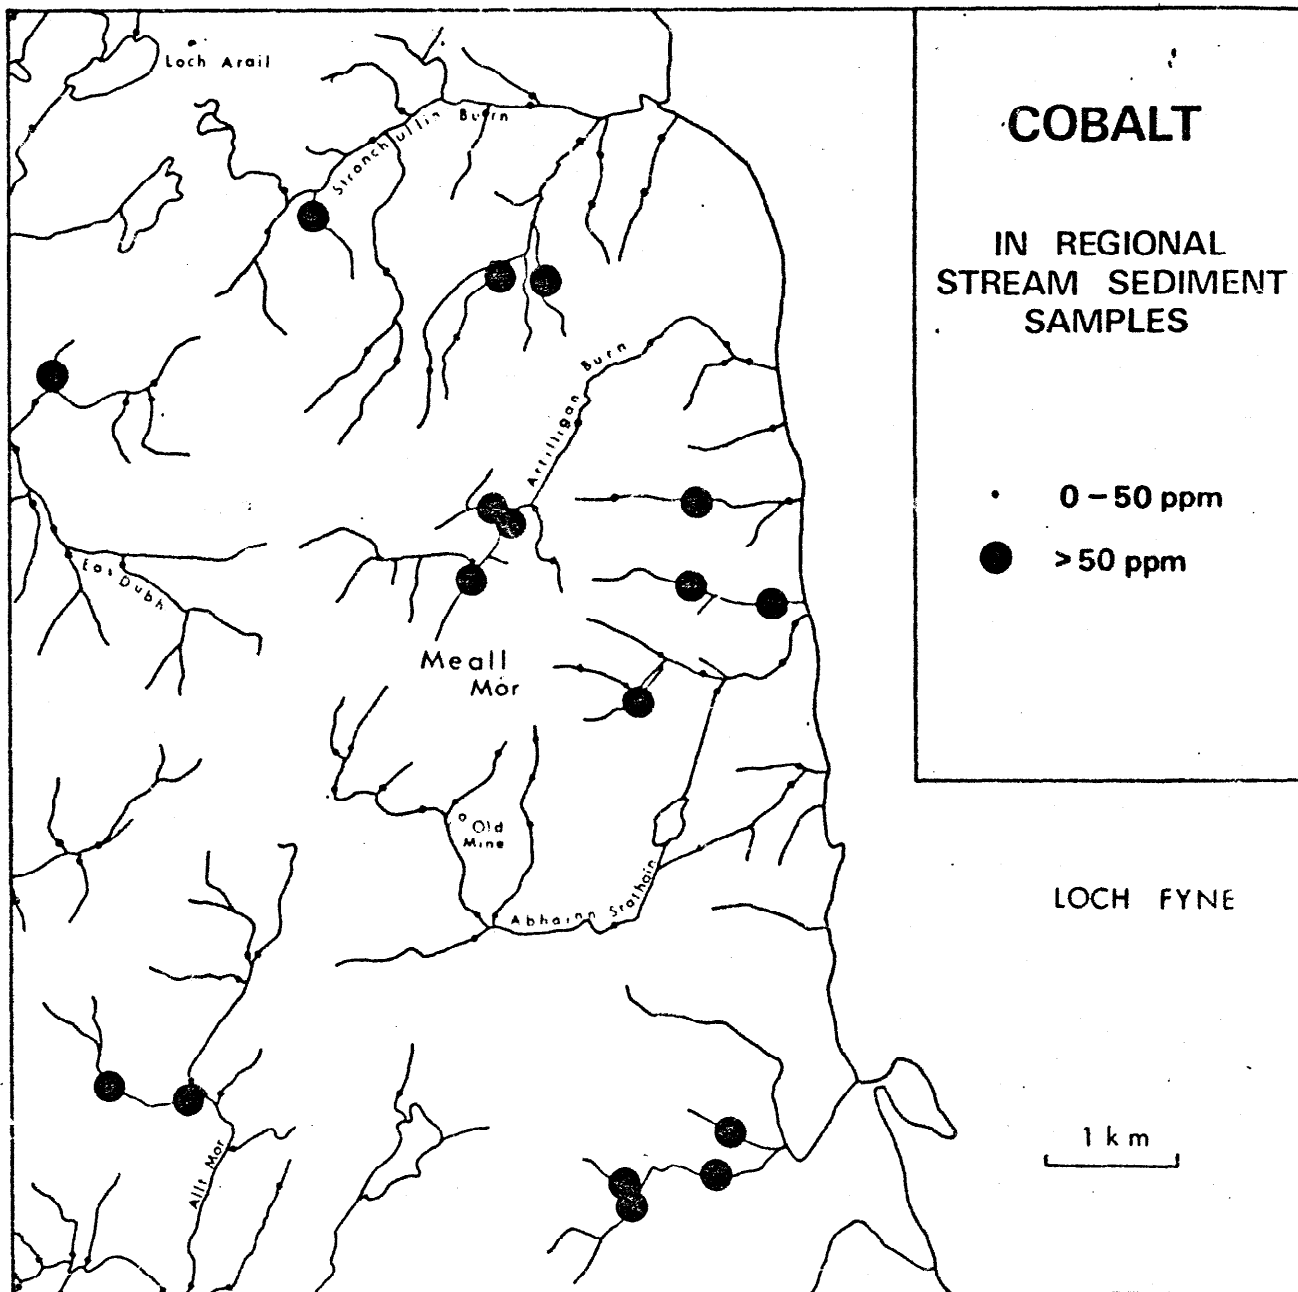 Loch Arail
Stronchullin Burn
COBALT
IN REGIONAL
STREAM SEDIMENT
SAMPLES
0-50 ppm
>50 ppm
Artilligan Burn
Eas Dubh
Meall
Mór
Old
Mine
Abhainn Srathain
LOCH FYNE
1 km
Allt Mor